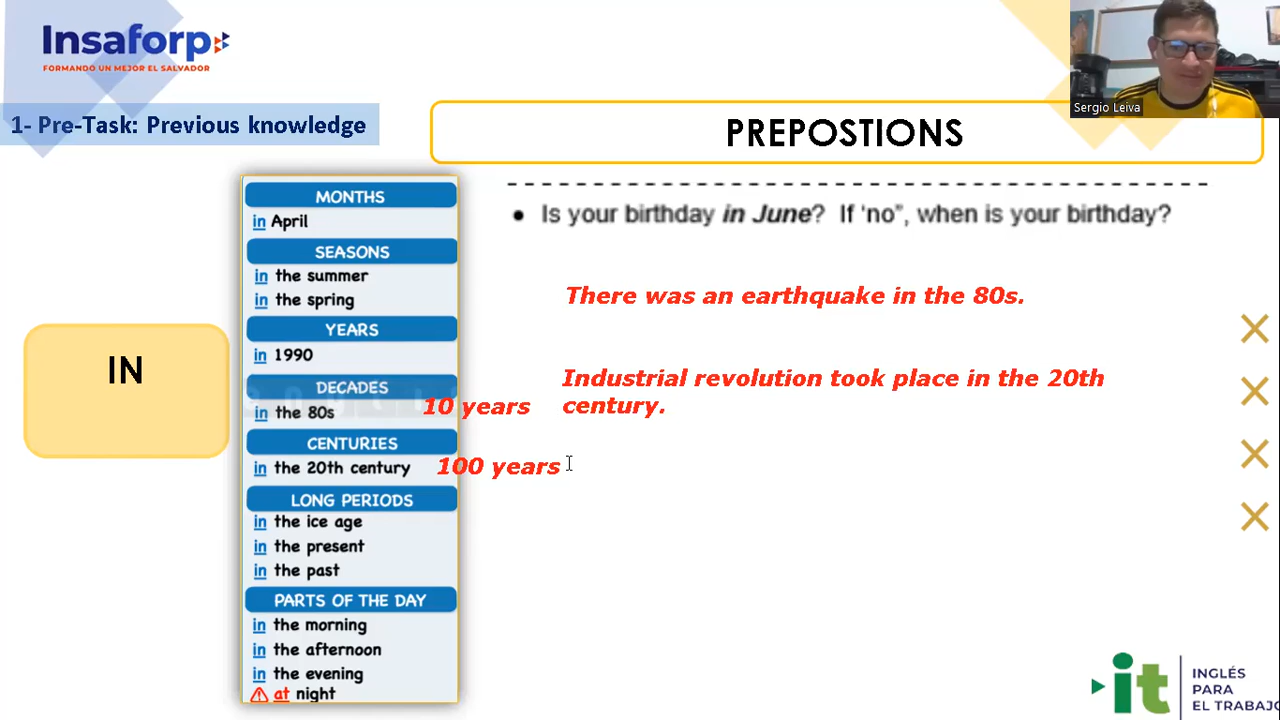 Insaforp
FORMANDO UN MEJOR EL SALVADOR
Sergio Leiva
1- Pre-Task: Previous knowledge
PREPOSTIONS
IN
MONTHS
in April
SEASONS
in the summer
in the spring
YEARS
in 1990
DECADES
in the 80s
CENTURIES
in the 20th century
LONG PERIODS
in the ice age
in the present
in the past
PARTS OF THE DAY
in the morning
in the afternoon
in the evening
at night
10 years
100 years
• Is your birthday in June? If ‘no”, when is your birthday?
There was an earthquake in the 80s.
Industrial revolution took place in the 20th
century.
it
INGLÉS
PARA
EL TRABAJO